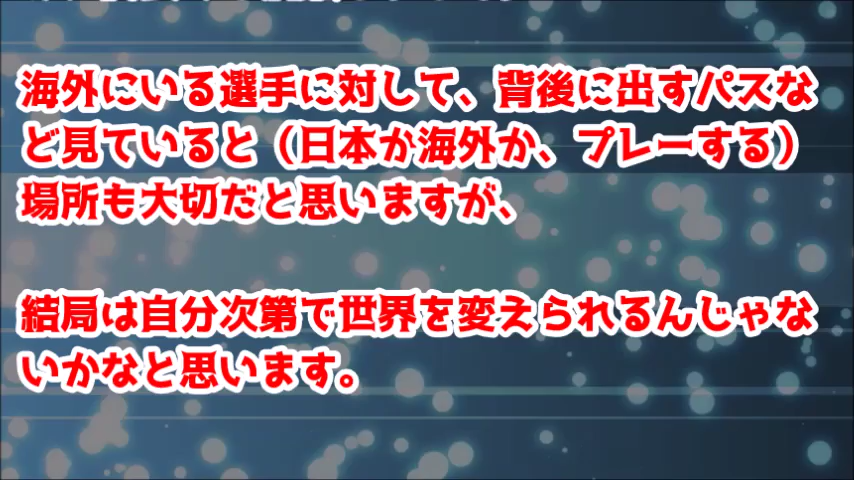 海外にいる選手に対して、背後に出すパスな
ど見ていると（日本か海外か、プレーする）
場所も大切だと思いますが、
結局は自分次第で世界を変えられるんじゃな
いかなと思います。